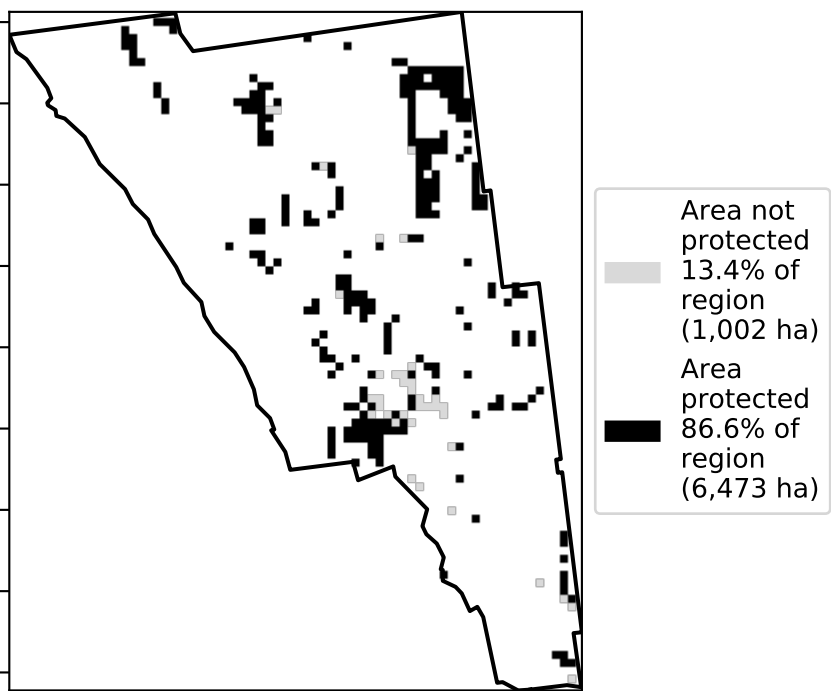 Area not
protected
13.4% of
region
(1,002 ha)
Area
protected
86.6% of
region
(6,473 ha)